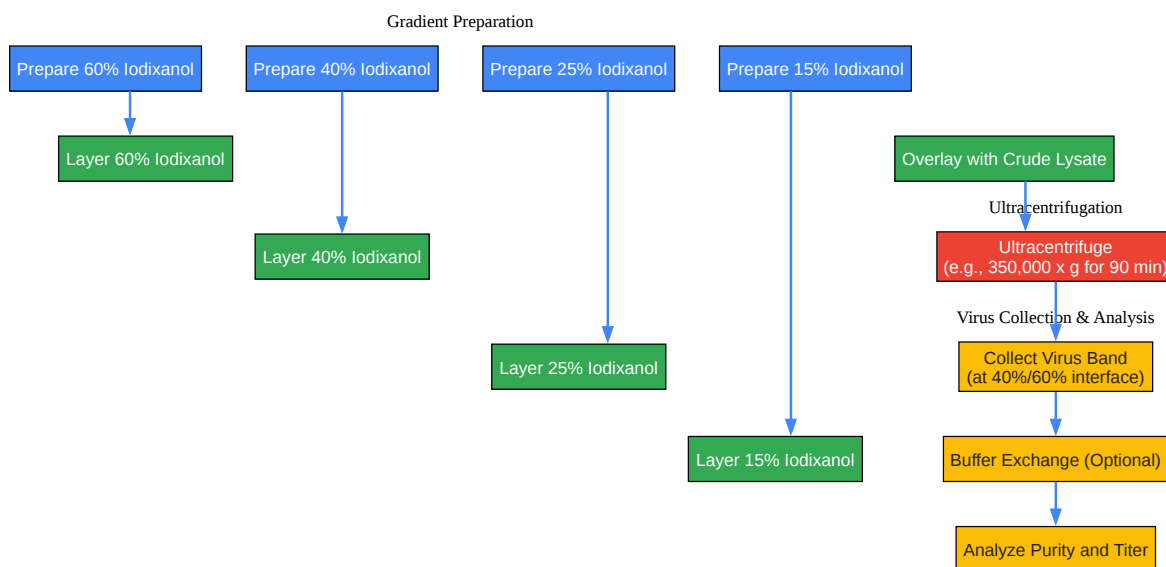 Gradient Preparation
Prepare 60% Iodixanol
Prepare 40% Iodixanol
Prepare 25% Iodixanol
Prepare 15% Iodixanol
Layer 60% Iodixanol
Overlay with Crude Lysate
Ultracentrifugation
Layer 40% Iodixanol
Ultracentrifuge
(e.g., 350,000 x g for 90 min)
Virus Collection & Analysis
Layer 25% Iodixanol
Collect Virus Band
(at 40%/60% interface)
Layer 15% Iodixanol
Buffer Exchange (Optional)
Analyze Purity and Titer